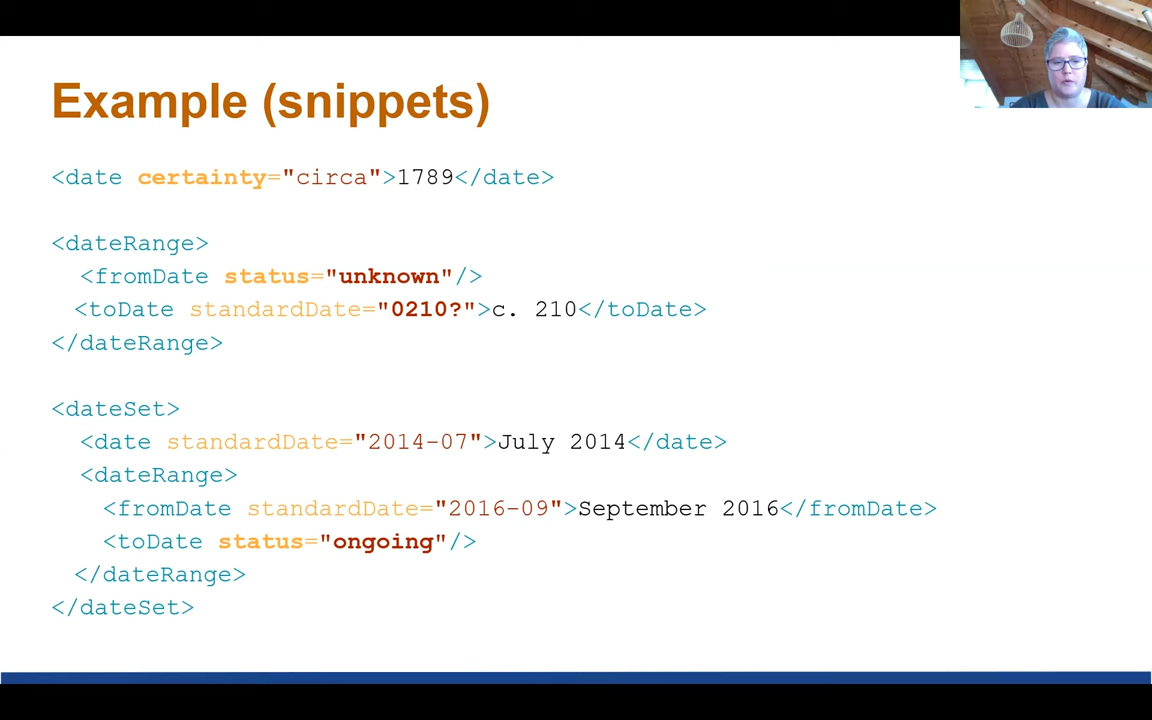 Example (snippets)
<date certainty="circa">1789</date>
<dateRange>
<fromDate status="unknown"/>
<toDate standardDate="0210?">c. 210</toDate>
</dateRange>
<dateSet>
<date standardDate="2014-07">July 2014</date>
<dateRange>
<fromDate standardDate="2016-09">September 2016</fromDate>
<toDate status="ongoing"/>
</dateRange>
</dateSet>